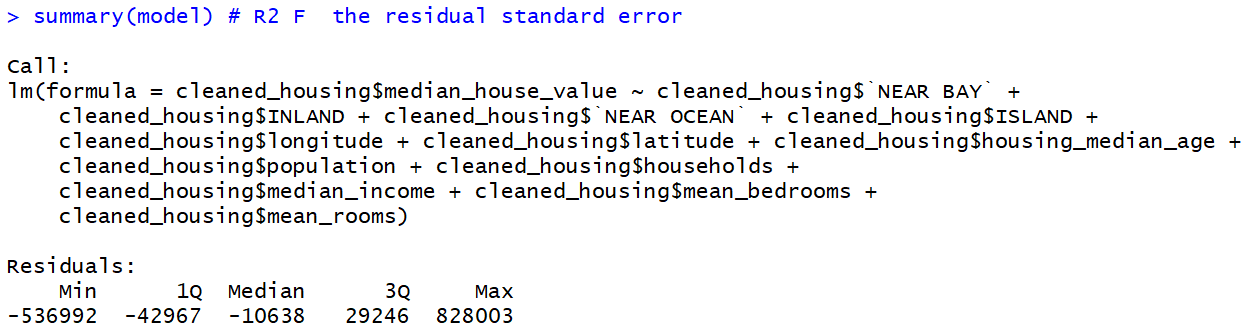 > summary(model) # R2 F  the residual standard error
Call:
lm(formula = cleaned_housing$median_house_value ~ cleaned_housing$`NEAR BAY` +
    cleaned_housing$INLAND + cleaned_housing$`NEAR OCEAN` + cleaned_housing$ISLAND +
    cleaned_housing$longitude + cleaned_housing$latitude + cleaned_housing$housing_median_age +
    cleaned_housing$population + cleaned_housing$households +
    cleaned_housing$median_income + cleaned_housing$mean_bedrooms +
    cleaned_housing$mean_rooms)
Residuals:
    Min      1Q  Median      3Q     Max
-536992  -42967  -10638   29246  828003